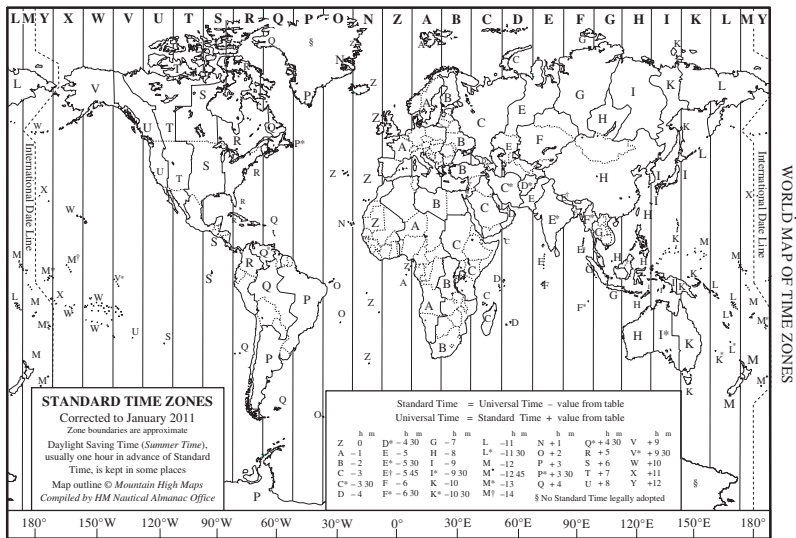 L M Y X W V U T S R Q P O N Z A B C D E F G H I K L M Y
WORLD MAP OF TIME ZONES
International Date Line
International Date Line
STANDARD TIME ZONES
Corrected to January 2011
Zone boundaries are approximate
Daylight Saving Time (Summer Time),
usually one hour in advance of Standard
Time, is kept in some places
Map outline © Mountain High Maps
Compiled by HM Nautical Almanac Office
Standard Time = Universal Time – value from table
Universal Time = Standard Time + value from table
h m h m h m h m h m h m h m
Z 0 D* – 4 30 G – 7 L –11 N + 1 Q* + 4 30 V + 9
A – 1 E – 5 H – 8 L* –11 30 O + 2 R + 5 V* + 9 30
B – 2 E* – 5 30 I – 9 M –12 P + 3 S + 6 W +10
C – 3 E† – 5 45 I* – 9 30 M• –12 45 P* + 3 30 T + 7 X +11
C* – 3 30 F – 6 K –10 M* –13 Q + 4 U + 8 Y +12
D – 4 F* – 6 30 K* –10 30 M† –14 § No Standard Time legally adopted
180° 150°W 120°W 90°W 60°W 30°W 0° 30°E 60°E 90°E 120°E 150°E 180°